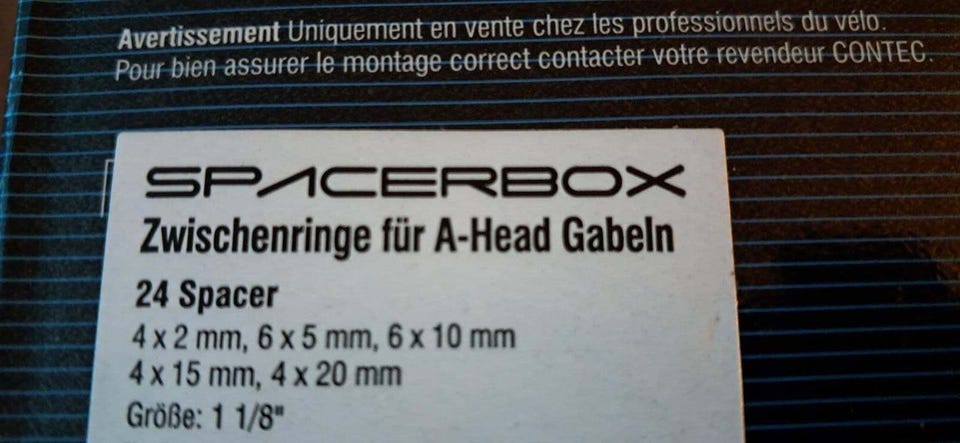 Avertissement Uniquement en vente chez les professionnels du vélo.
Pour bien assurer le montage correct contacter votre revendeur CONTEC.
SPACERBOX
Zwischenringe für A-Head Gabeln
24 Spacer
4 x 2 mm, 6 x 5 mm, 6 x 10 mm
4 x 15 mm, 4 x 20 mm
Größe: 1 1/8"